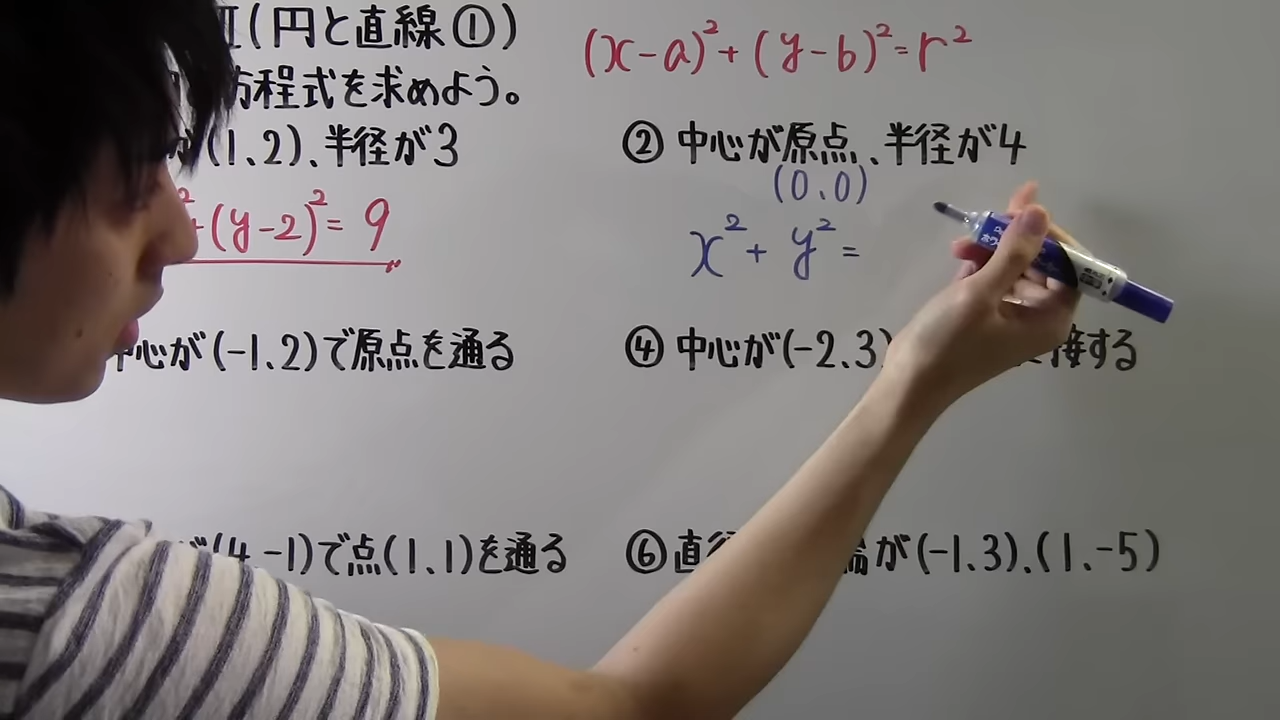 Ⅱ(円と直線①)
(x-a)²+(y-b)²=r²
方程式を求めよう。
が(1、2)、半径が3
②中心が原点、半径が4
(0、0)
²+(y-2)²=9
x²+y²=
中心が(-1、2)で原点を通る
④中心が(-2、3) 接する
が(4、-1)で点(1、1)を通る
⑥直径 端が(-1、3)、(1、-5)